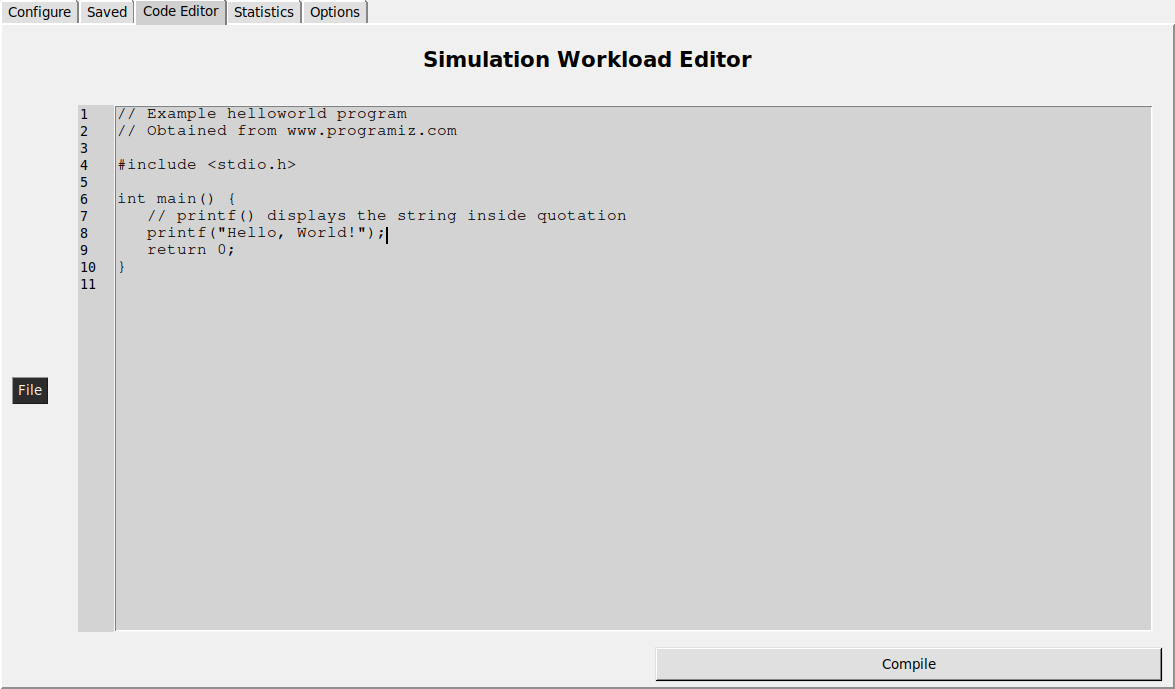 Configure Saved Code Editor Statistics Options
Simulation Workload Editor
1 // Example helloworld program
2 // Obtained from www.programiz.com
3
4 #include <stdio.h>
5
6 int main() {
7    // printf() displays the string inside quotation
8    printf("Hello, World!");
9    return 0;
10 }
11
File
Compile